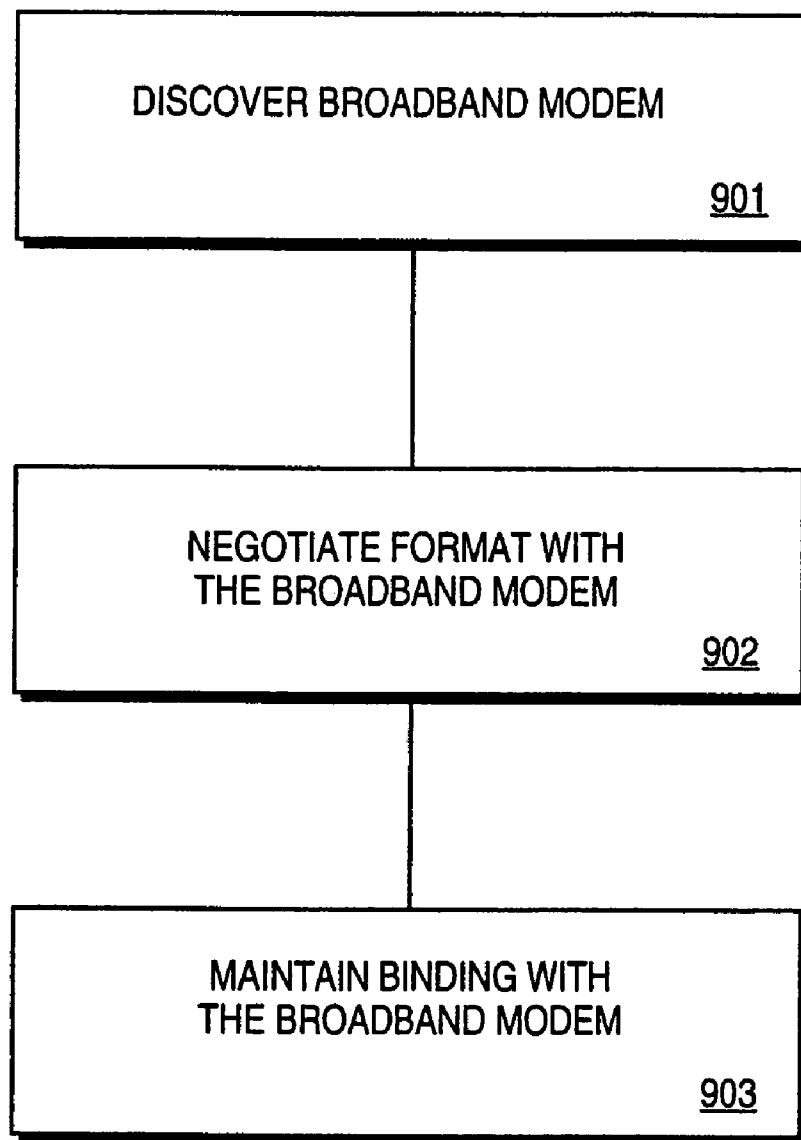 DISCOVER BROADBAND MODEM
901
NEGOTIATE FORMAT WITH
THE BROADBAND MODEM
902
MAINTAIN BINDING WITH
THE BROADBAND MODEM
903